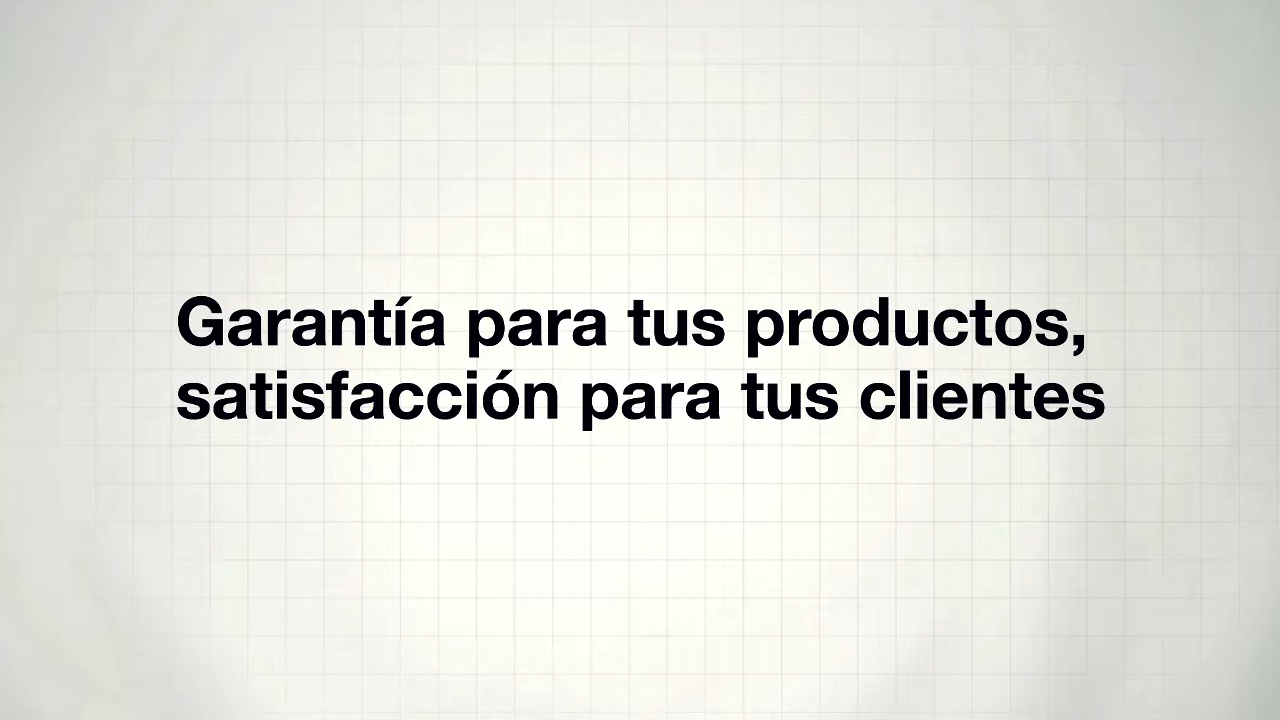 Garantía para tus productos,
satisfacción para tus clientes